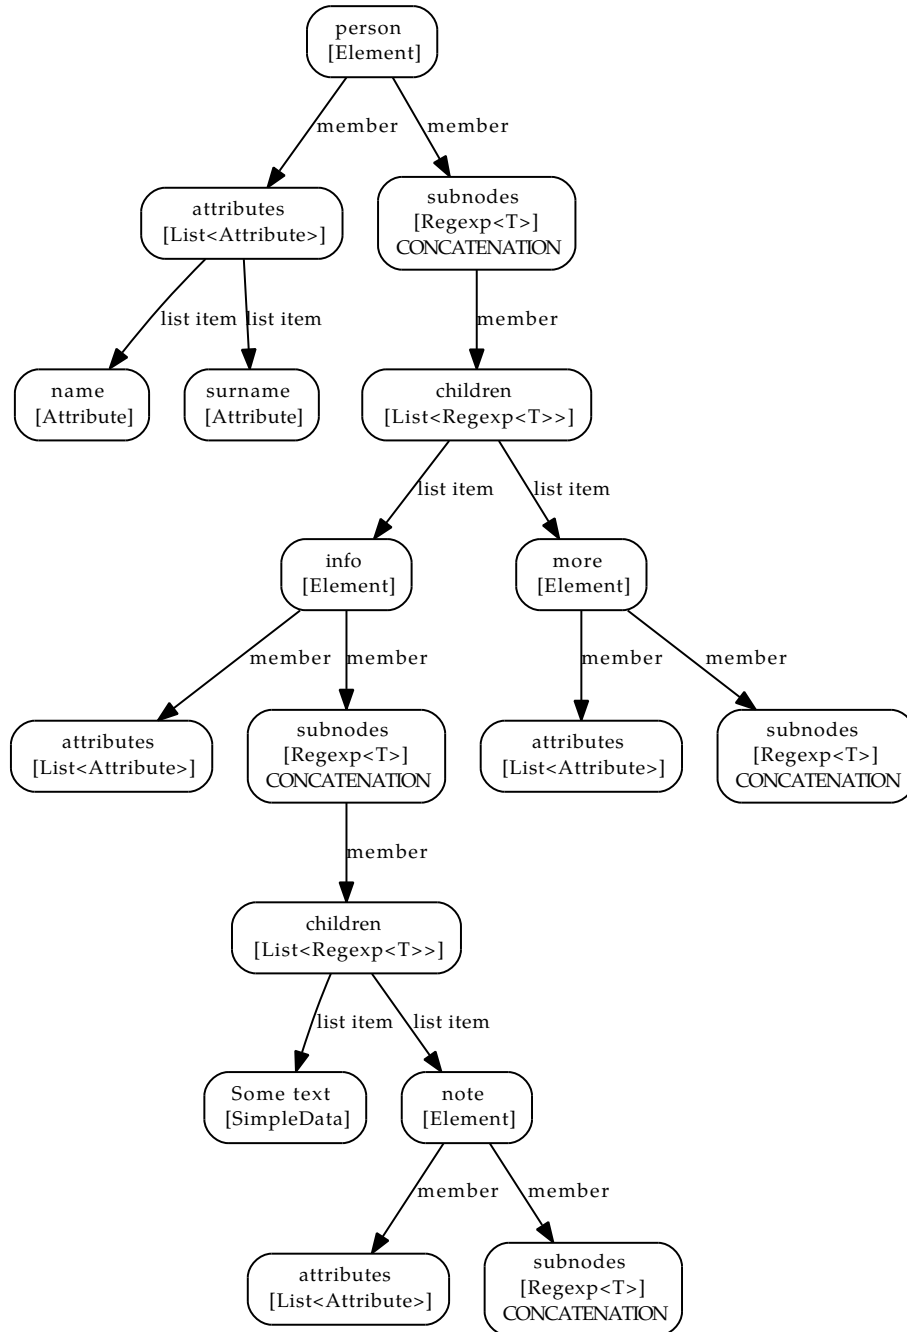 person
[Element]
member
member
attributes
[List<Attribute>]
subnodes
[Regexp<T>]
CONCATENATION
list item
list item
member
name
[Attribute]
surname
[Attribute]
children
[List<Regexp<T>>]
list item
list item
info
[Element]
more
[Element]
member
member
member
member
attributes
[List<Attribute>]
subnodes
[Regexp<T>]
CONCATENATION
attributes
[List<Attribute>]
subnodes
[Regexp<T>]
CONCATENATION
member
children
[List<Regexp<T>>]
list item
list item
Some text
[SimpleData]
note
[Element]
member
member
attributes
[List<Attribute>]
subnodes
[Regexp<T>]
CONCATENATION